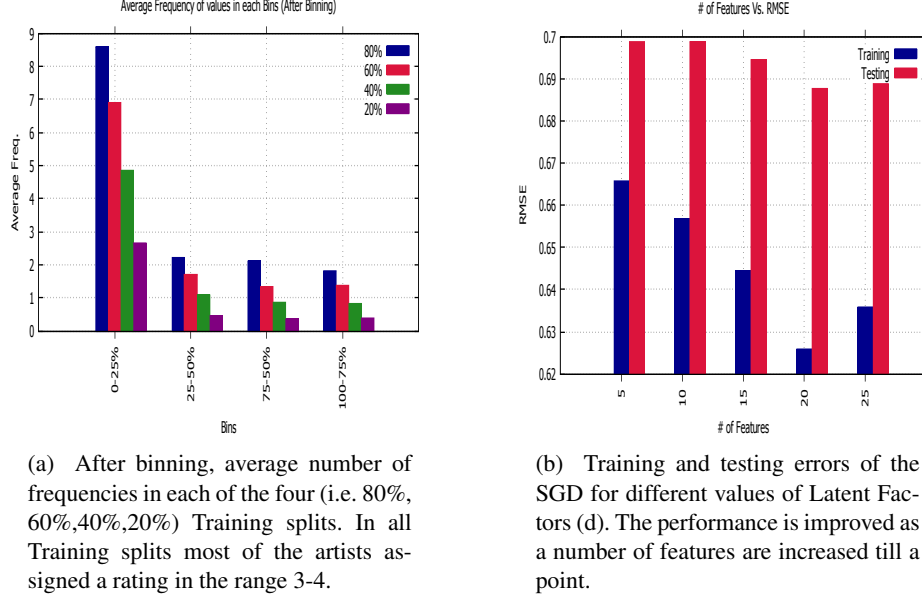 Average Frequency of values in each Bins (After Binning)
9
8
7
6
5
4
3
2
1
0
Average Freq.
80%
60%
40%
20%
0-25%
25-50%
75-50%
100-75%
Bins
(a) After binning, average number of
frequencies in each of the four (i.e. 80%,
60%,40%,20%) Training splits. In all
Training splits most of the artists as-
signed a rating in the range 3-4.
# of Features Vs. RMSE
0.7
0.69
0.68
0.67
0.66
0.65
0.64
0.63
0.62
RMSE
Training
Testing
5
10
15
20
25
# of Features
(b) Training and testing errors of the
SGD for different values of Latent Fac-
tors (d). The performance is improved as
a number of features are increased till a
point.